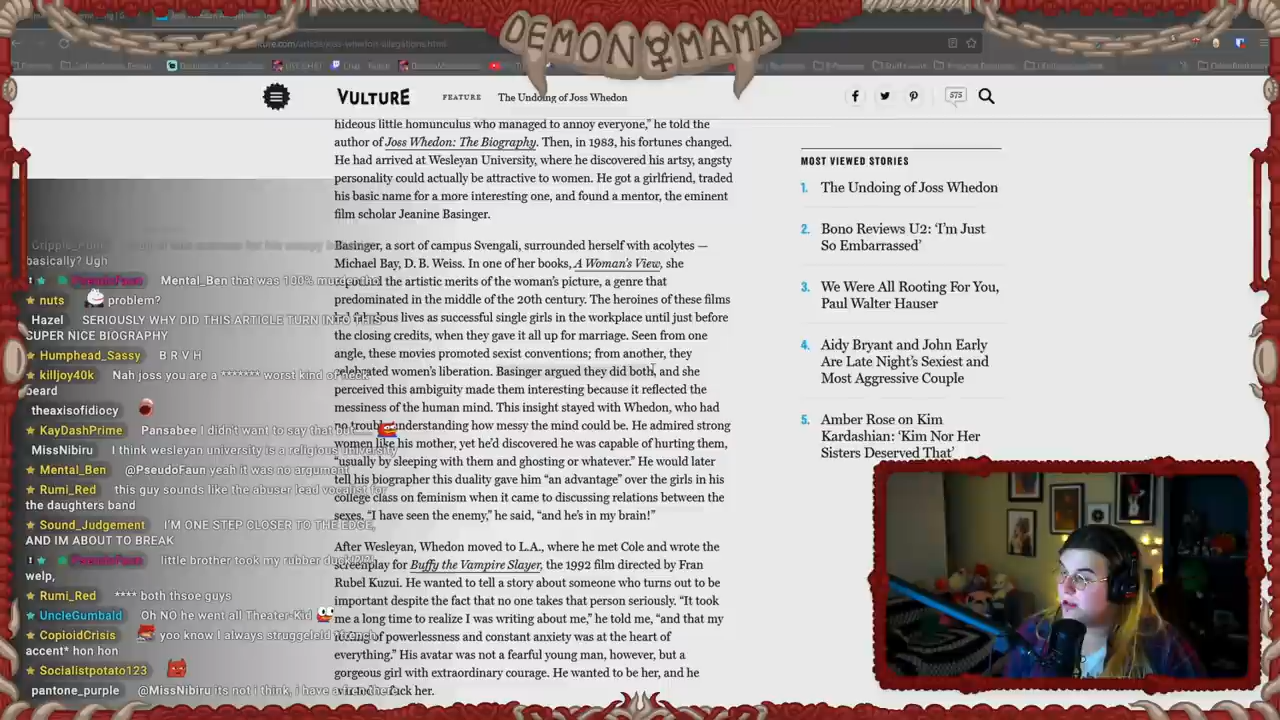 DEMON MAMA
VULTURE
FEATURE
The Undoing of Joss Whedon
575
hideous little homunculus who managed to annoy everyone," he told the
author of Joss Whedon: The Biography. Then, in 1983, his fortunes changed.
He had arrived at Wesleyan University, where he discovered his artsy, angsty
personality could actually be attractive to women. He got a girlfriend, traded
his basic name for a more interesting one, and found a mentor, the eminent
film scholar Jeanine Basinger.
Basinger, a sort of campus Svengali, surrounded herself with acolytes —
Michael Bay, D. B. Weiss. In one of her books, A Woman's View, she
the artistic merits of the woman's picture, a genre that
predominated in the middle of the 20th century. The heroines of these films
lives as successful single girls in the workplace until just before
the closing credits, when they gave it all up for marriage. Seen from one
angle, these movies promoted sexist conventions; from another, they
celebrated women's liberation. Basinger argued they did both, and she
perceived this ambiguity made them interesting because it reflected the
messiness of the human mind. This insight stayed with Whedon, who had
no trouble understanding how messy the mind could be. He admired strong
women like his mother, yet he'd discovered he was capable of hurting them,
"usually by sleeping with them and ghosting or whatever." He would later
tell his biographer this duality gave him "an advantage" over the girls in his
college class on feminism when it came to discussing relations between the
sexes. "I have seen the enemy," he said, "and he's in my brain!"
After Wesleyan, Whedon moved to L.A., where he met Cole and wrote the
screenplay for Buffy the Vampire Slayer, the 1992 film directed by Fran
Rubel Kuzui. He wanted to tell a story about someone who turns out to be
important despite the fact that no one takes that person seriously. "It took
me a long time to realize I was writing about me," he told me, "and that my
of powerlessness and constant anxiety was at the heart of
everything." His avatar was not a fearful young man, however, but a
gorgeous girl with extraordinary courage. He wanted to be her, and he
fuck her.
MOST VIEWED STORIES
1. The Undoing of Joss Whedon
2. Bono Reviews U2: 'I'm Just
So Embarrassed'
3. We Were All Rooting For You,
Paul Walter Hauser
4. Aidy Bryant and John Early
Are Late Night's Sexiest and
Most Aggressive Couple
5. Amber Rose on Kim
Kardashian: 'Kim Nor Her
Sisters Deserved That'
basically? Ugh
Mental_Ben that was 100% murder
nuts problem?
Hazel SERIOUSLY WHY DID THIS ARTICLE TURN INTO THIS
SUPER NICE BIOGRAPHY
Humphead_Sassy B R V H
killjoy40k Nah joss you are a ******* worst kind of neck
beard
theaxisofidiocy
KayDashPrime Pansabee I didn't want to say that but
MissNibiru I think wesleyan university is a religious university
Mental_Ben @PseudoFaun yeah it was no argument
Rumi_Red this guy sounds like the abuser lead vocalist for
the daughters band
Sound_Judgement I'M ONE STEP CLOSER TO THE EDGE,
AND IM ABOUT TO BREAK
little brother took my rubber
welp,
Rumi_Red **** both thsoe guys
UncleGumbald Oh NO he went all Theater-Kid
CopioidCrisis yoo know I always struggeleld
accent* hon hon
Socialistpotato123
pantone_purple @MissNibiru its not i think, i have a